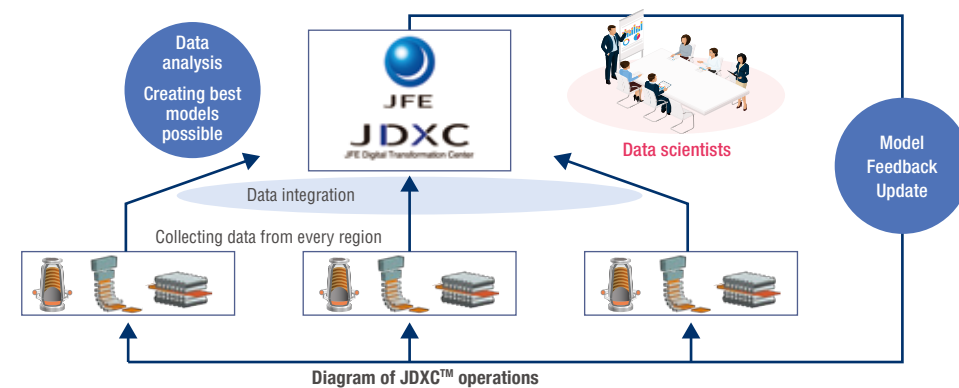 Data
analysis
Creating best
models
possible
JFE
JDXC
JFE Digital Transformation Center
Data scientists
Model
Feedback
Update
Data integration
Collecting data from every region
Diagram of JDXC™ operations